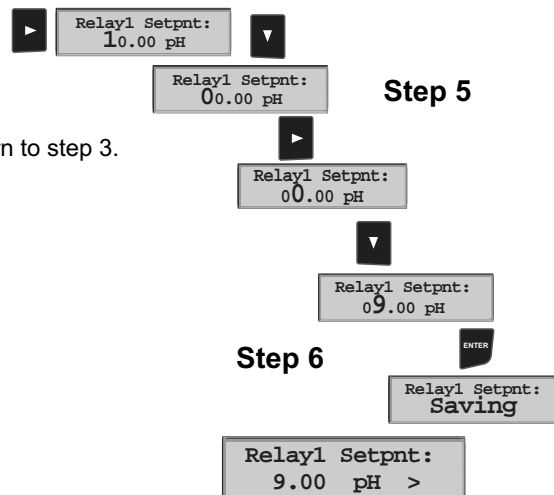 Relay1 Setpnt:
10.00 pH
Relay1 Setpnt:
00.00 pH
Step 5
n to step 3.
Relay1 Setpnt:
00.00 pH
Relay1 Setpnt:
09.00 pH
ENTER
Step 6
Relay1 Setpnt:
Saving
Relay1 Setpnt:
9.00 pH >